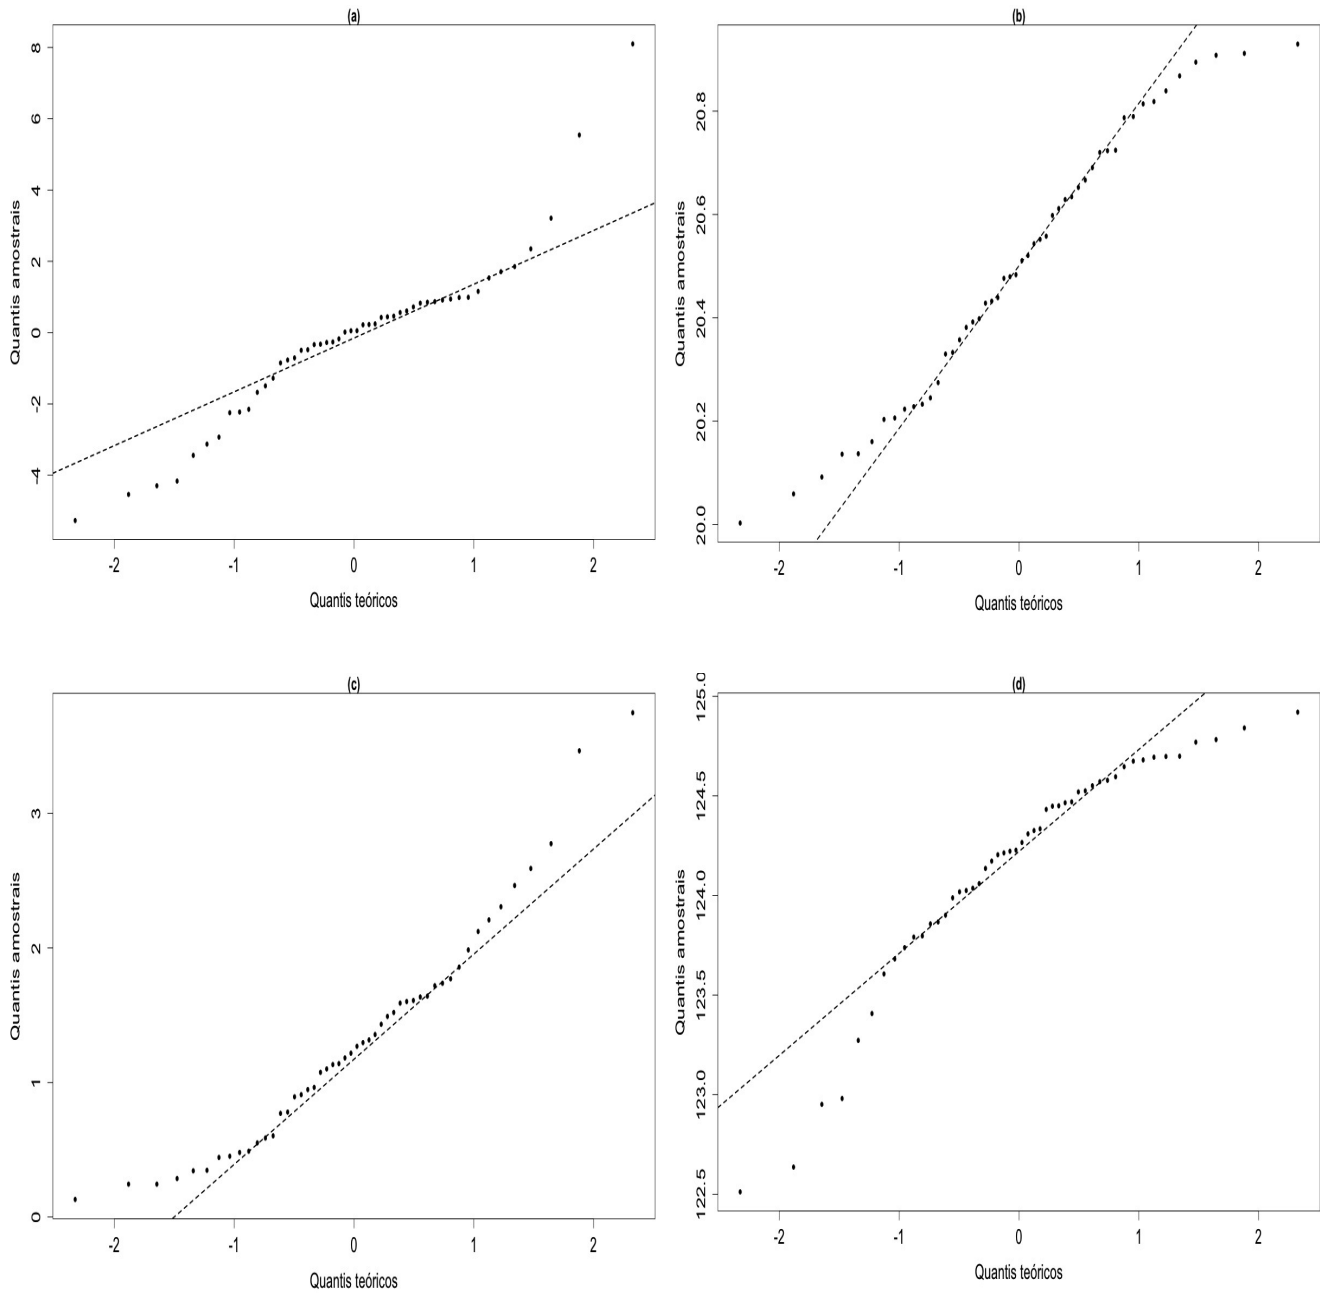 (a)
8
6
4
2
0
-2
-4
Quantis amostrais
-2 -1 0 1 2
Quantis teóricos
(b)
20.8
20.6
20.4
20.2
20.0
Quantis amostrais
-2 -1 0 1 2
Quantis teóricos
(c)
3
2
1
0
Quantis amostrais
-2 -1 0 1 2
Quantis teóricos
(d)
125.0
124.5
124.0
123.5
123.0
122.5
Quantis amostrais
-2 -1 0 1 2
Quantis teóricos